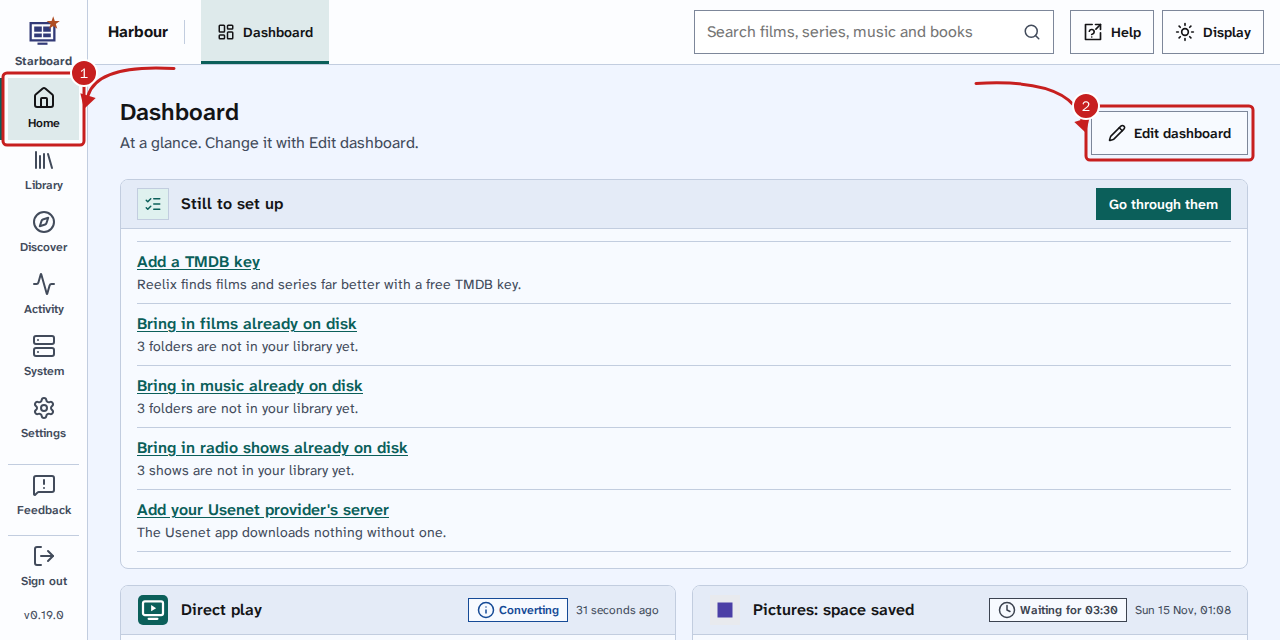 Starboard
Harbour
Dashboard
Search films, series, music and books
Help
Display
1
Home
Library
Discover
Activity
System
Settings
Feedback
Sign out
v0.19.0
Dashboard
At a glance. Change it with Edit dashboard.
2
Edit dashboard
Still to set up
Go through them
Add a TMDB key
Reelix finds films and series far better with a free TMDB key.
Bring in films already on disk
3 folders are not in your library yet.
Bring in music already on disk
3 folders are not in your library yet.
Bring in radio shows already on disk
3 shows are not in your library yet.
Add your Usenet provider's server
The Usenet app downloads nothing without one.
Direct play
Converting
31 seconds ago
Pictures: space saved
Waiting for 03:30
Sun 15 Nov, 01:08